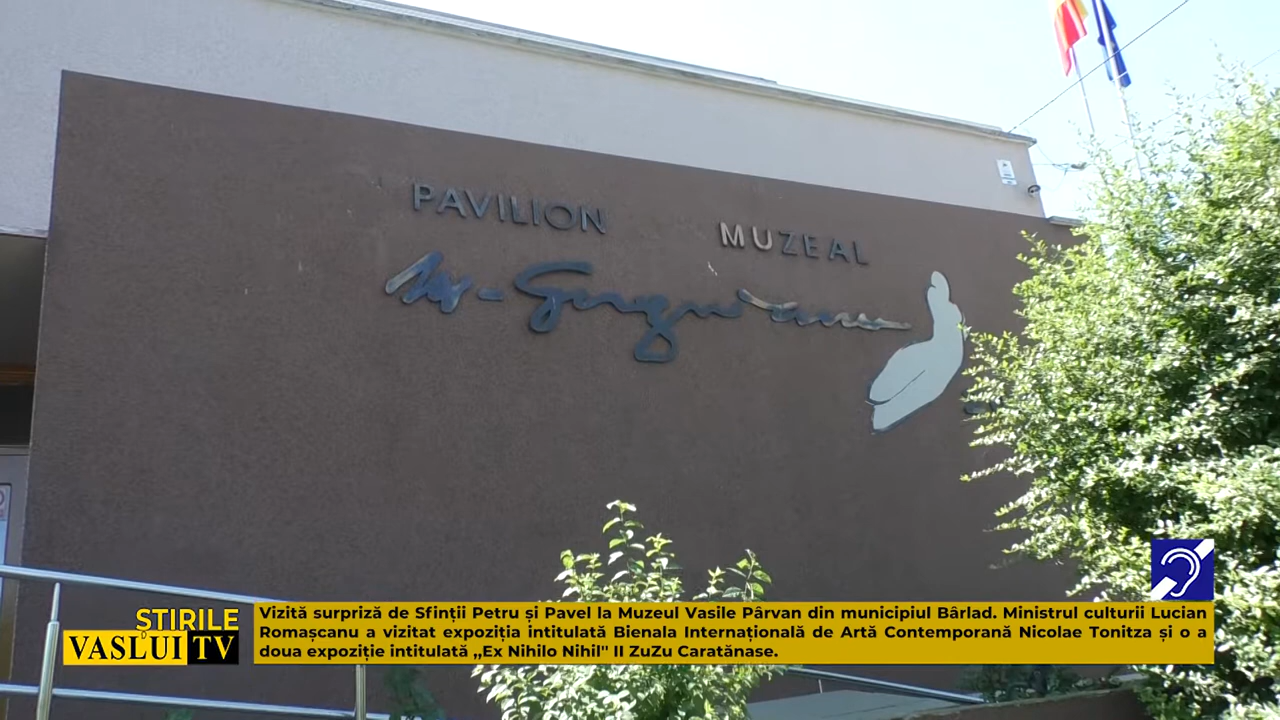 PAVILION MUZEAL
ȘTIRILE
VASLUI TV
Vizită surpriză de Sfinții Petru și Pavel la Muzeul Vasile Pârvan din municipiul Bârlad. Ministrul culturii Lucian
Romașcanu a vizitat expoziția intitulată Bienala Internațională de Artă Contemporană Nicolae Tonitza și o a
doua expoziție intitulată ,,Ex Nihilo Nihil" II ZuZu Caratănase.